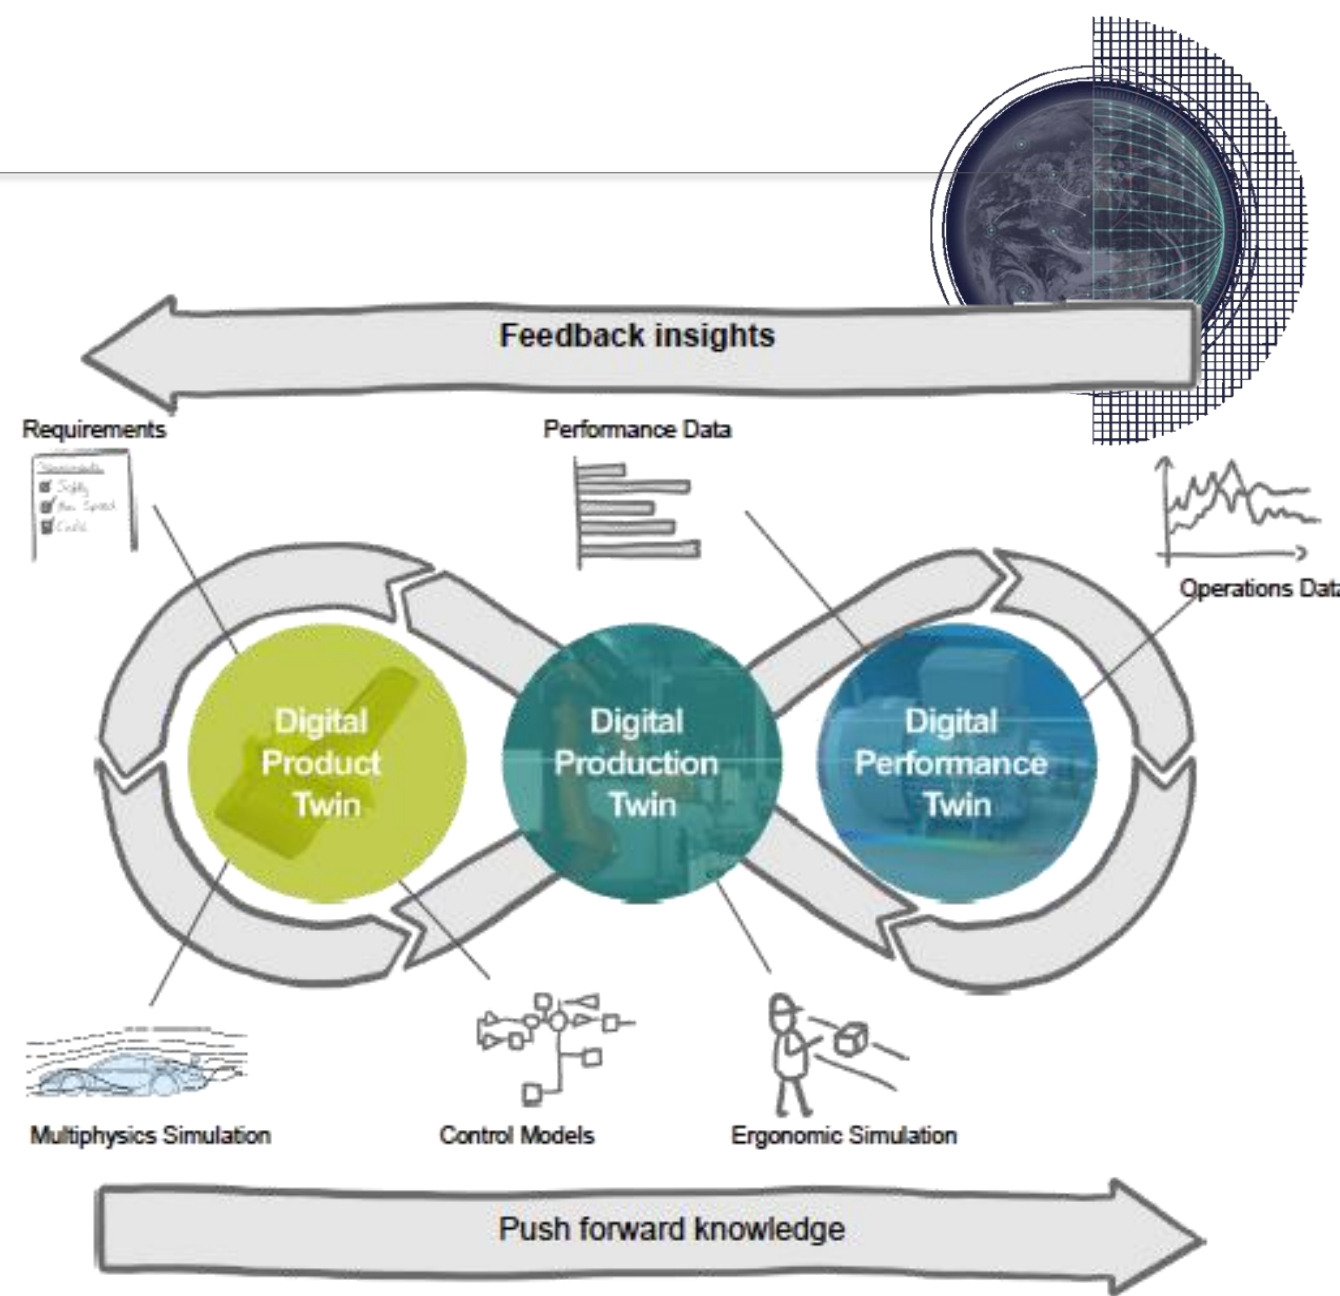 Feedback insights
Requirements
Performance Data
Operations Data
Digital
Product
Twin
Digital
Production
Twin
Digital
Performance
Twin
Multiphysics Simulation
Control Models
Ergonomic Simulation
Push forward knowledge